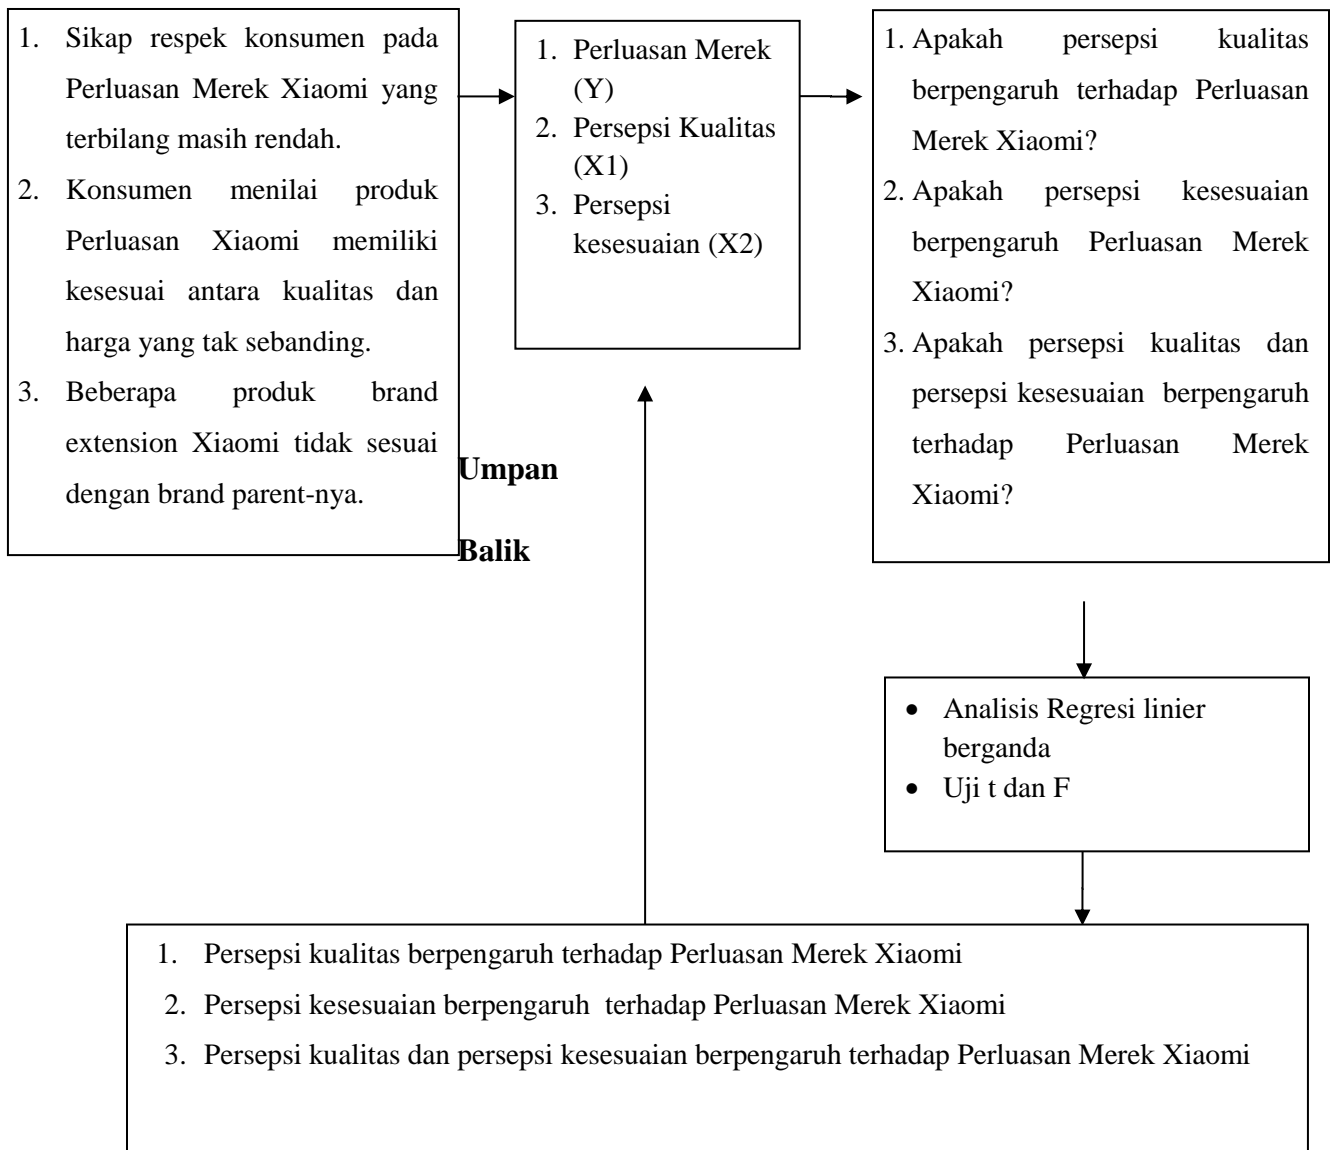 1. Sikap respek konsumen pada
Perluasan Merek Xiaomi yang
terbilang masih rendah.
2. Konsumen menilai produk
Perluasan Xiaomi memiliki
kesesuai antara kualitas dan
harga yang tak sebanding.
3. Beberapa produk brand
extension Xiaomi tidak sesuai
dengan brand parent-nya.
1. Perluasan Merek
(Y)
2. Persepsi Kualitas
(X1)
3. Persepsi
kesesuaian (X2)
1. Apakah persepsi kualitas
berpengaruh terhadap Perluasan
Merek Xiaomi?
2. Apakah persepsi kesesuaian
berpengaruh Perluasan Merek
Xiaomi?
3. Apakah persepsi kualitas dan
persepsi kesesuaian berpengaruh
terhadap Perluasan Merek
Xiaomi?
Umpan
Balik
• Analisis Regresi linier
berganda
• Uji t dan F
1. Persepsi kualitas berpengaruh terhadap Perluasan Merek Xiaomi
2. Persepsi kesesuaian berpengaruh terhadap Perluasan Merek Xiaomi
3. Persepsi kualitas dan persepsi kesesuaian berpengaruh terhadap Perluasan Merek Xiaomi